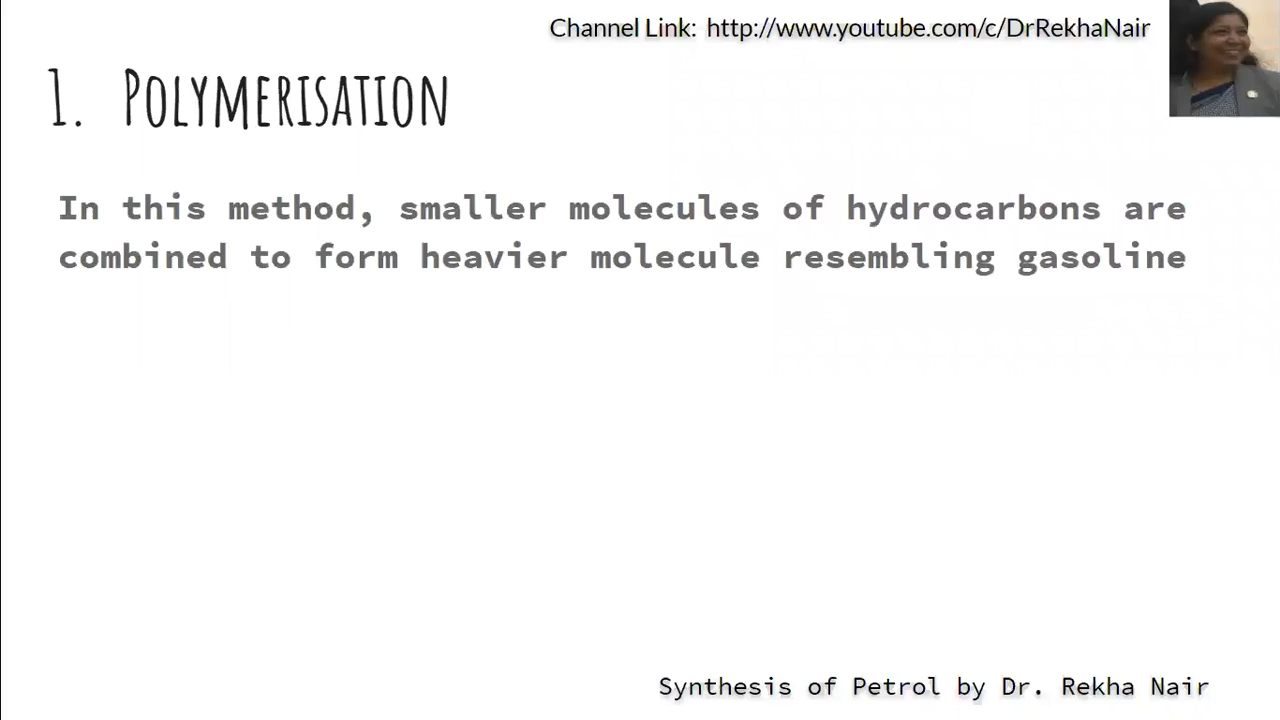 Channel Link: http://www.youtube.com/c/DrRekhaNair
1. Polymerisation
In this method, smaller molecules of hydrocarbons are
combined to form heavier molecule resembling gasoline
Synthesis of Petrol by Dr. Rekha Nair